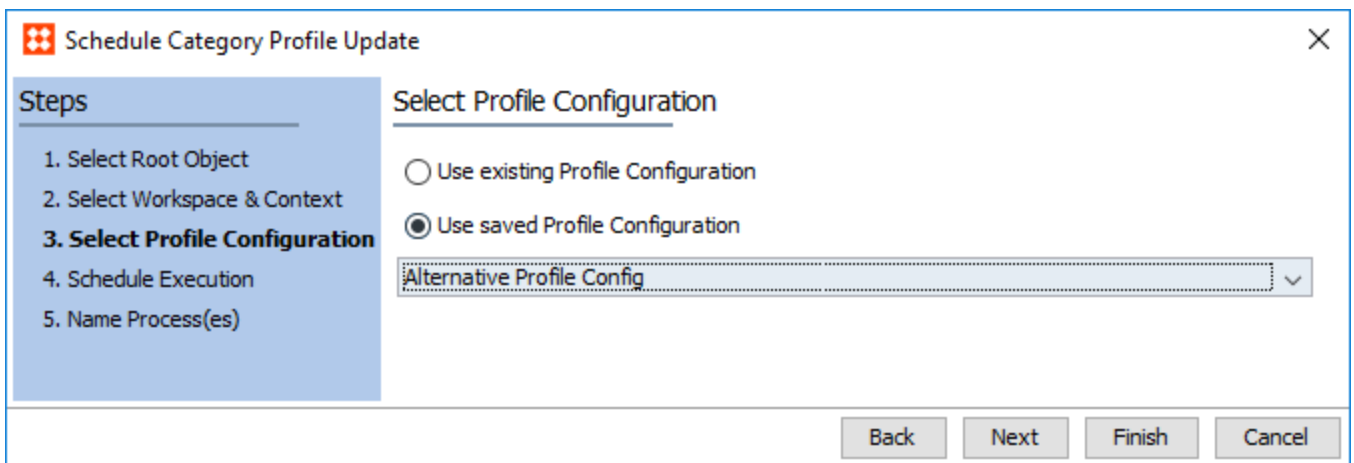 Schedule Category Profile Update
Steps
1. Select Root Object
2. Select Workspace & Context
3. Select Profile Configuration
4. Schedule Execution
5. Name Process(es)
Select Profile Configuration
Use existing Profile Configuration
Use saved Profile Configuration
Alternative Profile Config
Back Next Finish Cancel